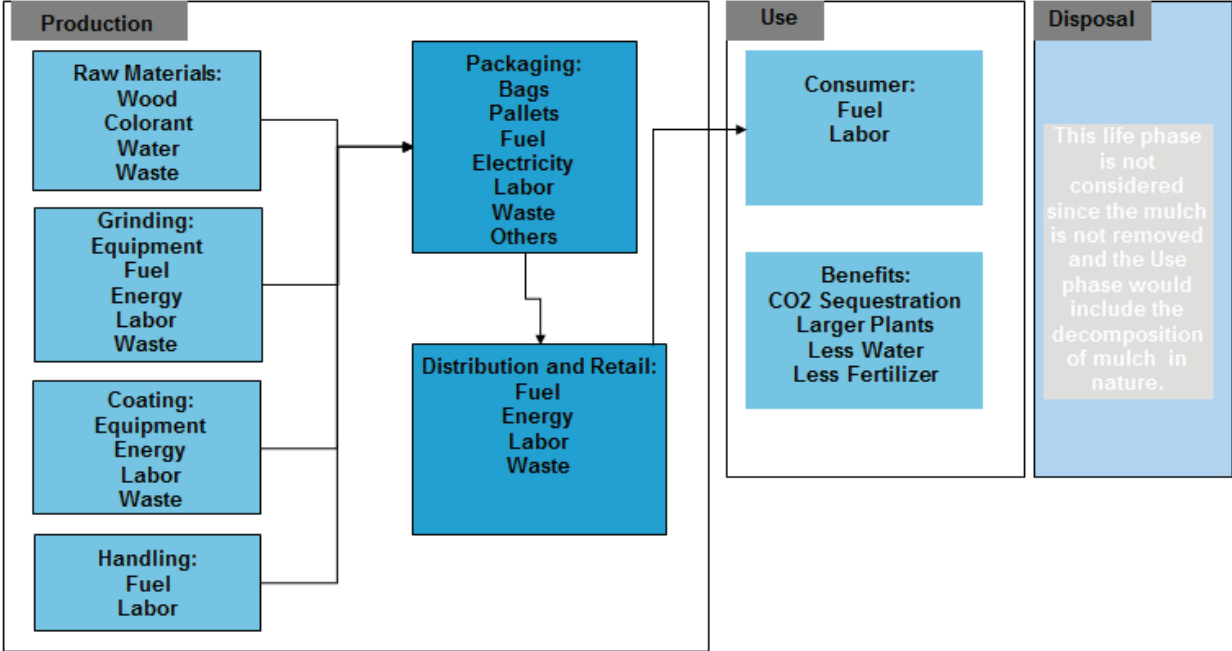 Production
Raw Materials:
Wood
Colorant
Water
Waste
Grinding:
Equipment
Fuel
Energy
Labor
Waste
Coating:
Equipment
Energy
Labor
Waste
Handling:
Fuel
Labor
Packaging:
Bags
Pallets
Fuel
Electricity
Labor
Waste
Others
Distribution and Retail:
Fuel
Energy
Labor
Waste
Use
Consumer:
Fuel
Labor
Benefits:
CO2 Sequestration
Larger Plants
Less Water
Less Fertilizer
Disposal
This life phase
is not
considered
since the mulch
is not removed
and the Use
phase would
include the
decomposition
of mulch in
nature.